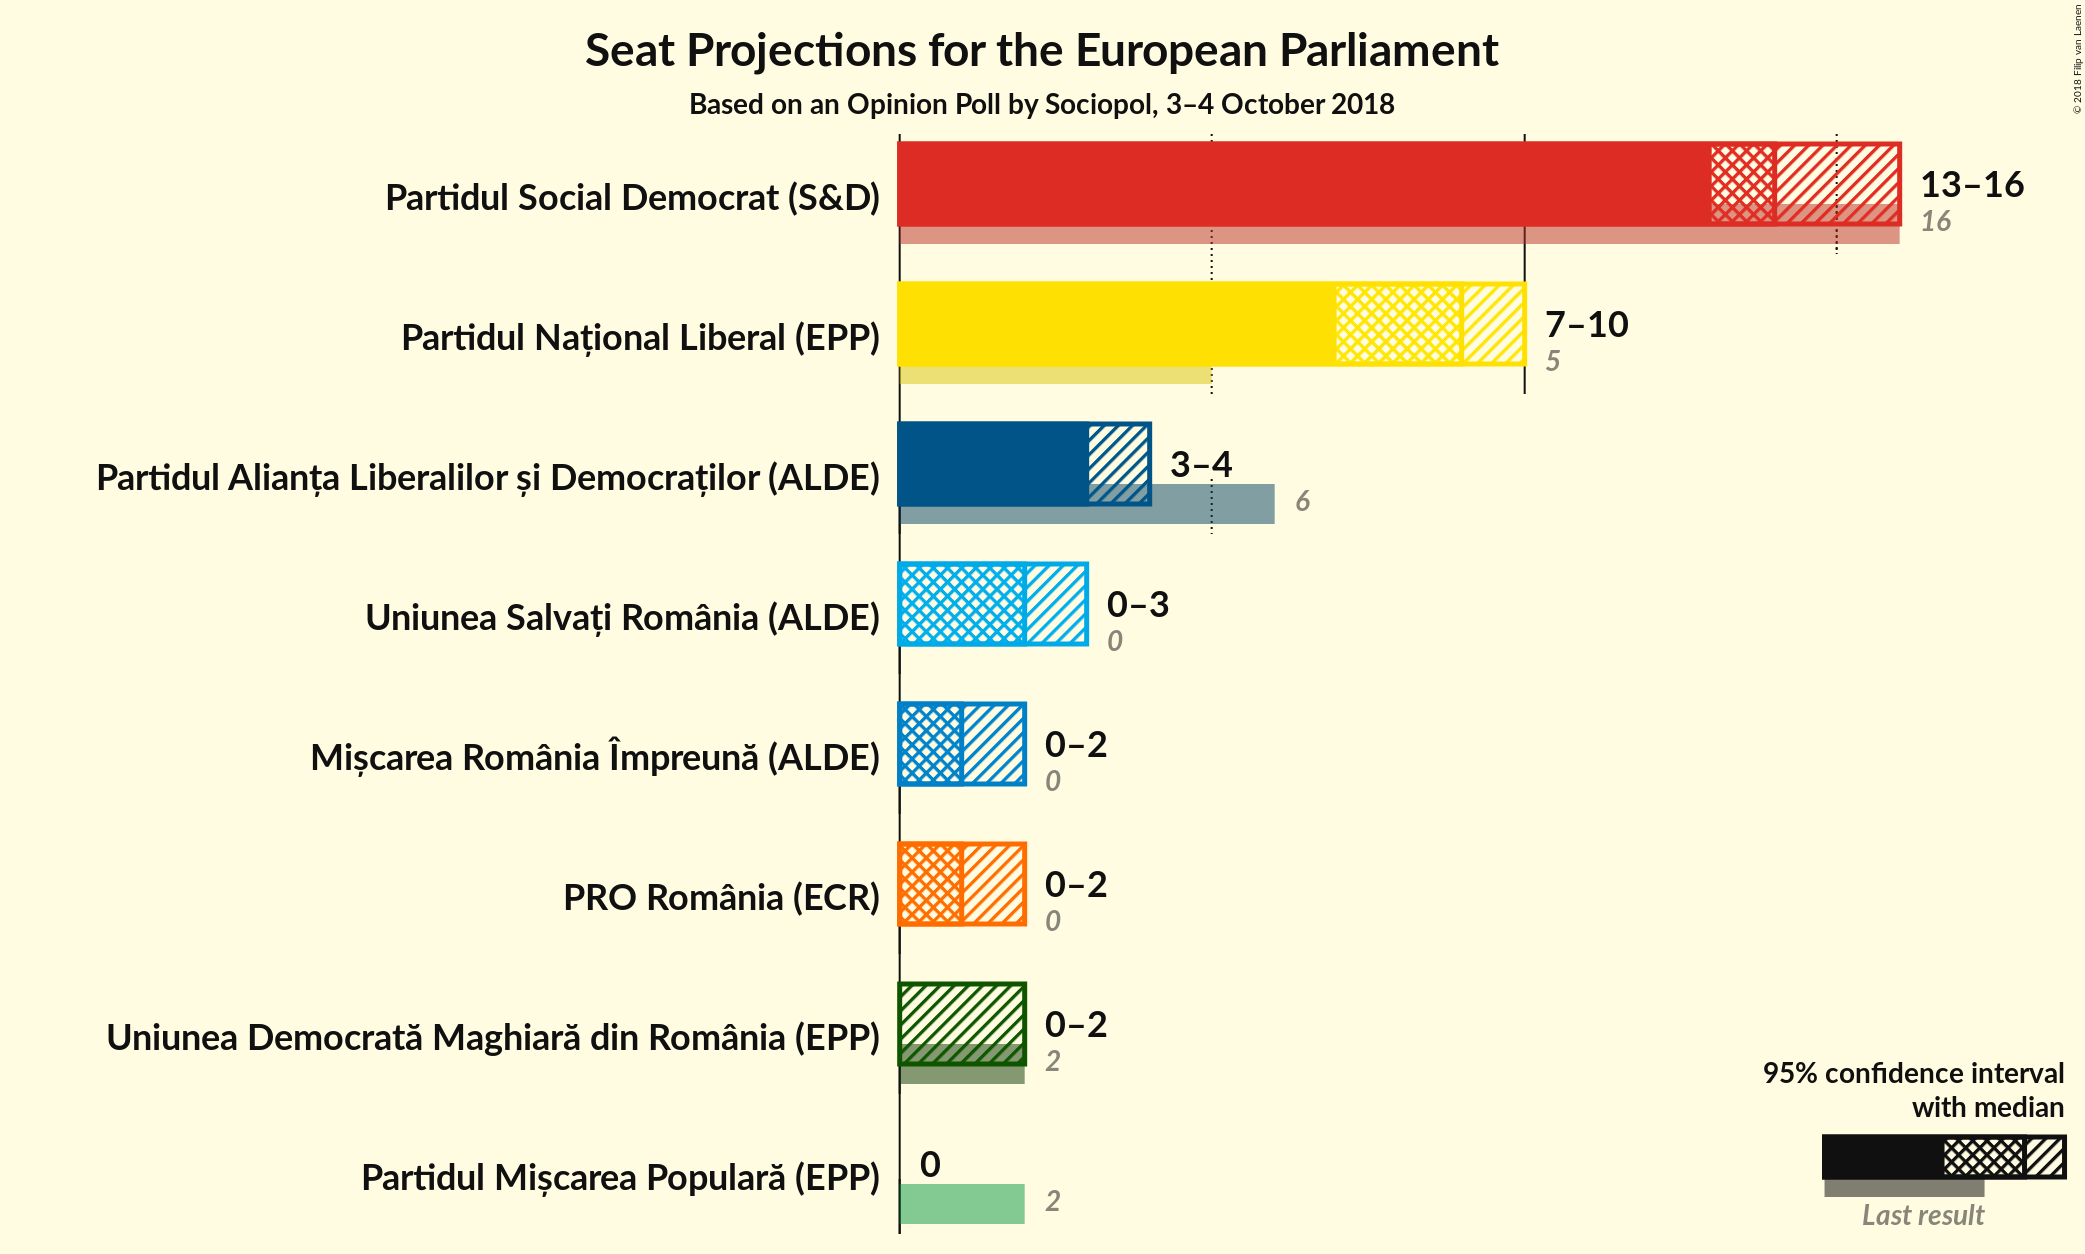 Seat Projections for the European Parliament
Based on an Opinion Poll by Sociopol, 3–4 October 2018
© 2018 Filip van Laenen
Partidul Social Democrat (S&D)
13–16
16
Partidul Național Liberal (EPP)
7–10
5
Partidul Alianța Liberalilor și Democraților (ALDE)
3–4
6
Uniunea Salvați România (ALDE)
0–3
0
Mișcarea România Împreună (ALDE)
0–2
0
PRO România (ECR)
0–2
0
Uniunea Democrată Maghiară din România (EPP)
0–2
2
Partidul Mișcarea Populară (EPP)
0
2
95% confidence interval
with median
Last result